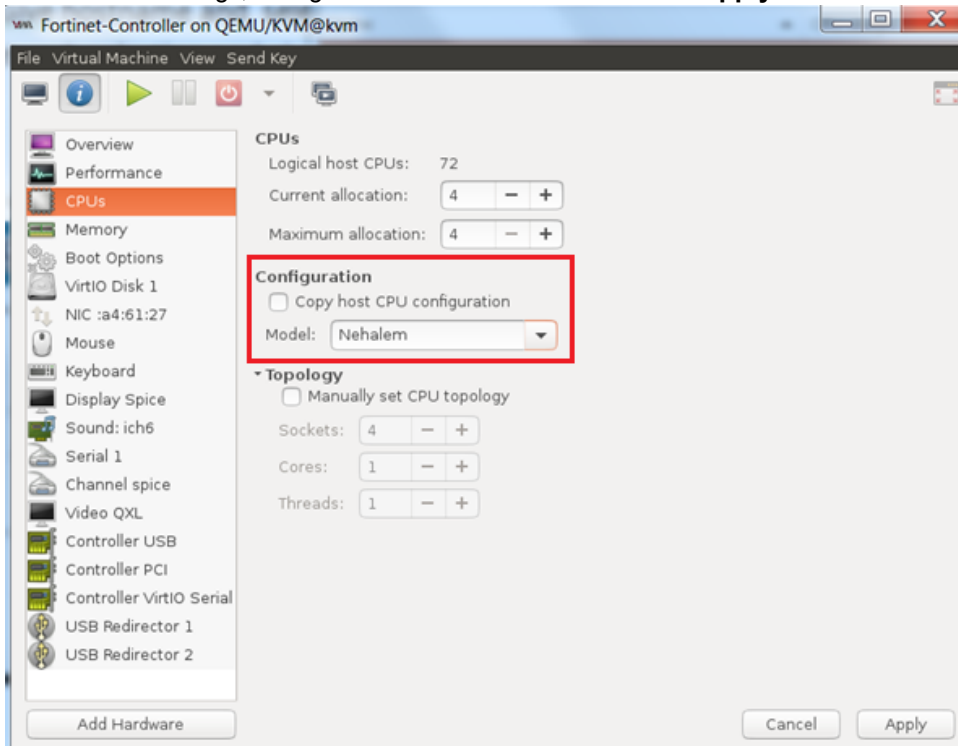 Fortinet-Controller on QEMU/KVM@kvm
File Virtual Machine View Send Key
Overview
Performance
CPUs
Memory
Boot Options
VirtIO Disk 1
NIC :a4:61:27
Mouse
Keyboard
Display Spice
Sound: ich6
Serial 1
Channel spice
Video QXL
Controller USB
Controller PCI
Controller VirtIO Serial
USB Redirector 1
USB Redirector 2
Add Hardware
CPUs
Logical host CPUs: 72
Current allocation: 4 − +
Maximum allocation: 4 − +
Configuration
Copy host CPU configuration
Model: Nehalem
Topology
Manually set CPU topology
Sockets: 4 − +
Cores: 1 − +
Threads: 1 − +
Cancel Apply